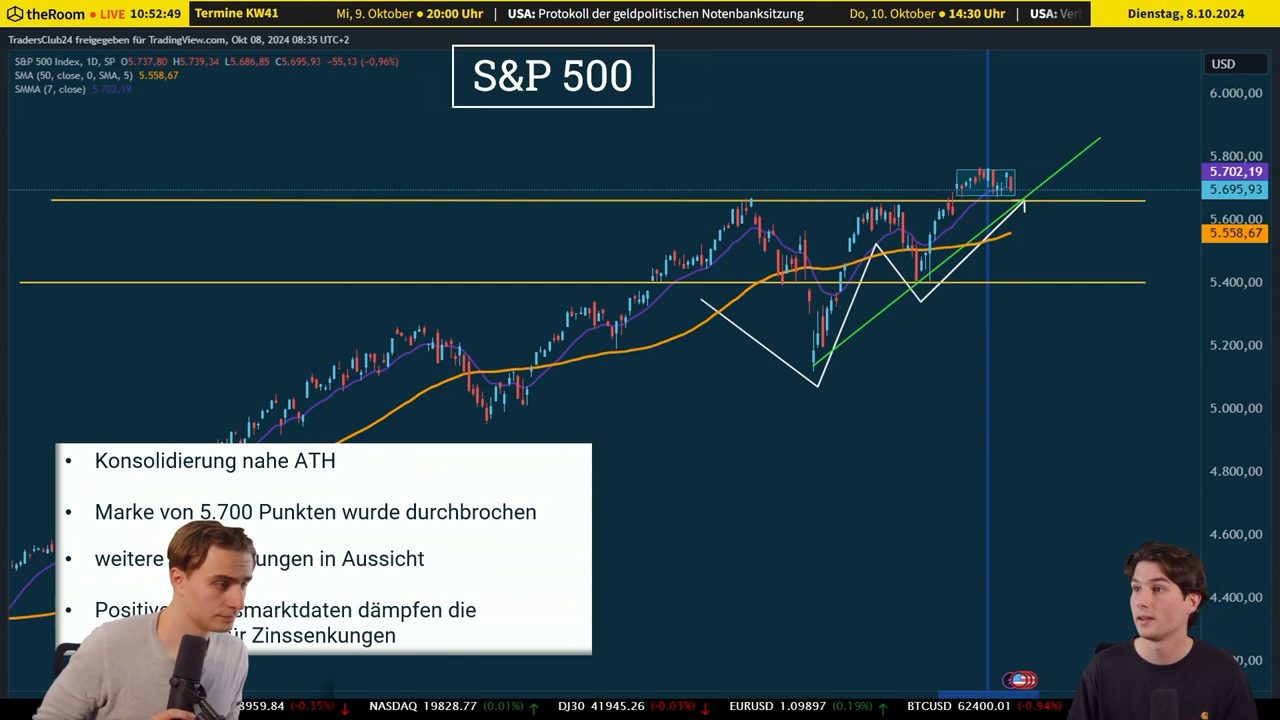 theRoom • LIVE 10:52:49
Termine KW41
Mi, 9. Oktober • 20:00 Uhr | USA: Protokoll der geldpolitischen Notenbanksitzung
Do, 10. Oktober • 14:30 Uhr | USA:
Dienstag, 8.10.2024
TradersClub24 freigegeben für TradingView.com, Okt 08, 2024 08:35 UTC+2
S&P 500 Index, 1D, SP O5.737,80 H5.739,34 L5.686,85 C5.695,93 -55,13 (-0,96%)
SMA (50, close, 0, SMA, 5) 5.558,67
SMMA (7, close) 5.702,19
S&P 500
USD
6.000,00
5.800,00
5.702,19
5.695,93
5.600,00
5.558,67
5.400,00
5.200,00
5.000,00
4.800,00
4.600,00
4.400,00
00,00
• Konsolidierung nahe ATH
• Marke von 5.700 Punkten wurde durchbrochen
• weitere ungen in Aussicht
• Positive smarktdaten dämpfen die
für Zinssenkungen
8959.84 (-0.35%) ↓ NASDAQ 19828.77 (0.01%) ↑ DJ30 41945.26 (-0.03%) ↓ EURUSD 1.09897 (0.19%) ↑ BTCUSD 62400.01 (-0.94%) ↓